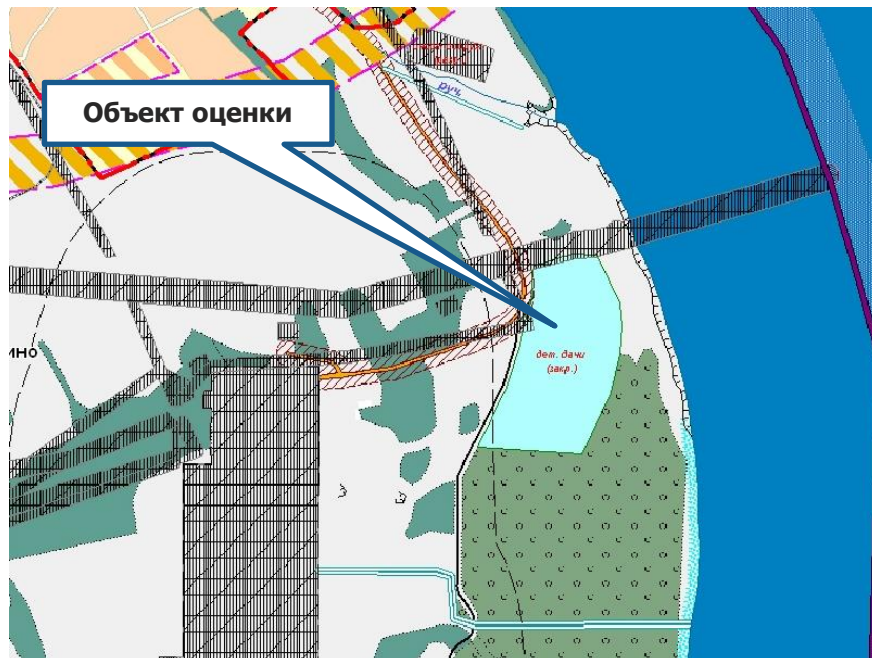 Объект оценки
руч.
ино
дет. дачи
(закр.)